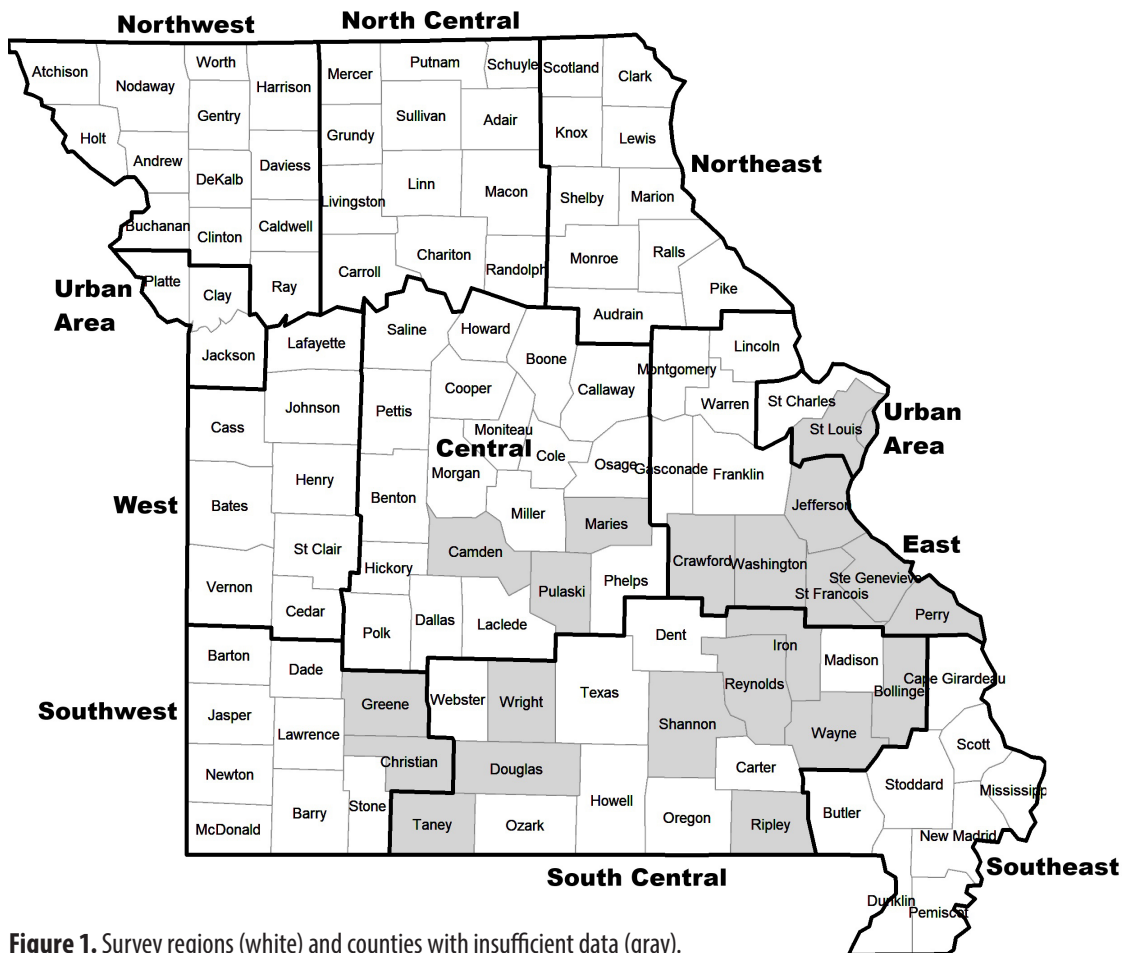 Northwest
North Central
Atchison
Nodaway
Worth
Harrison
Mercer
Putnam
Schuyle
Scotland
Clark
Gentry
Sullivan
Adair
Holt
Grundy
Knox
Lewis
Andrew
Daviess
Northeast
DeKalb
Linn
Macon
Livingston
Shelby
Marion
Buchanan
Clinton
Caldwell
Chariton
Monroe
Ralls
Carroll
Randolph
Platte
Urban
Area
Clay
Ray
Pike
Audrain
Saline
Howard
Lafayette
Lincoln
Jackson
Boone
Montgomery
Callaway
Cooper
Warren
St Charles
Johnson
Pettis
Urban
Area
Cass
Moniteau
St Louis
Central
Cole
Osage
Gasconade
Franklin
Morgan
Henry
Benton
West
Bates
Miller
Jefferson
Maries
St Clair
Camden
East
Crawford
Washington
Hickory
Ste Genevieve
Vernon
Pulaski
Phelps
St Francois
Cedar
Perry
Dallas
Laclede
Polk
Dent
Iron
Barton
Dade
Madison
Cape Girardeau
Reynolds
Bollinger
Webster
Wright
Texas
Greene
Southwest
Jasper
Shannon
Lawrence
Wayne
Scott
Christian
Newton
Douglas
Carter
Stoddard
Mississipp
Howell
Stone
Barry
Butler
Oregon
McDonald
Taney
Ozark
Ripley
New Madrid
Southeast
South Central
Dunklin
Pemiscot
Figure 1. Survey regions (white) and counties with insufficient data (gray).